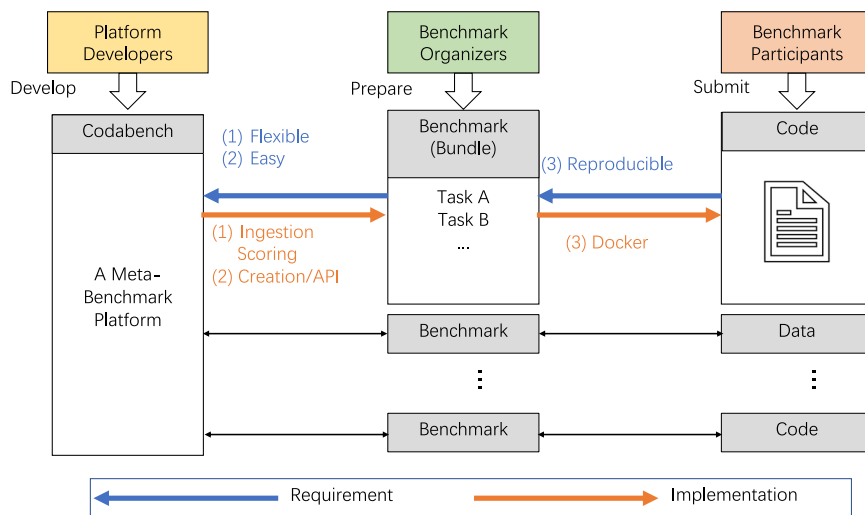 Platform
Developers
Benchmark
Organizers
Benchmark
Participants
Develop
Prepare
Submit
Codabench
A Meta-
Benchmark
Platform
(1) Flexible
(2) Easy
(1) Ingestion
Scoring
(2) Creation/API
Benchmark
(Bundle)
Task A
Task B
...
(3) Reproducible
(3) Docker
Code
Benchmark
Data
Benchmark
Code
Requirement
Implementation